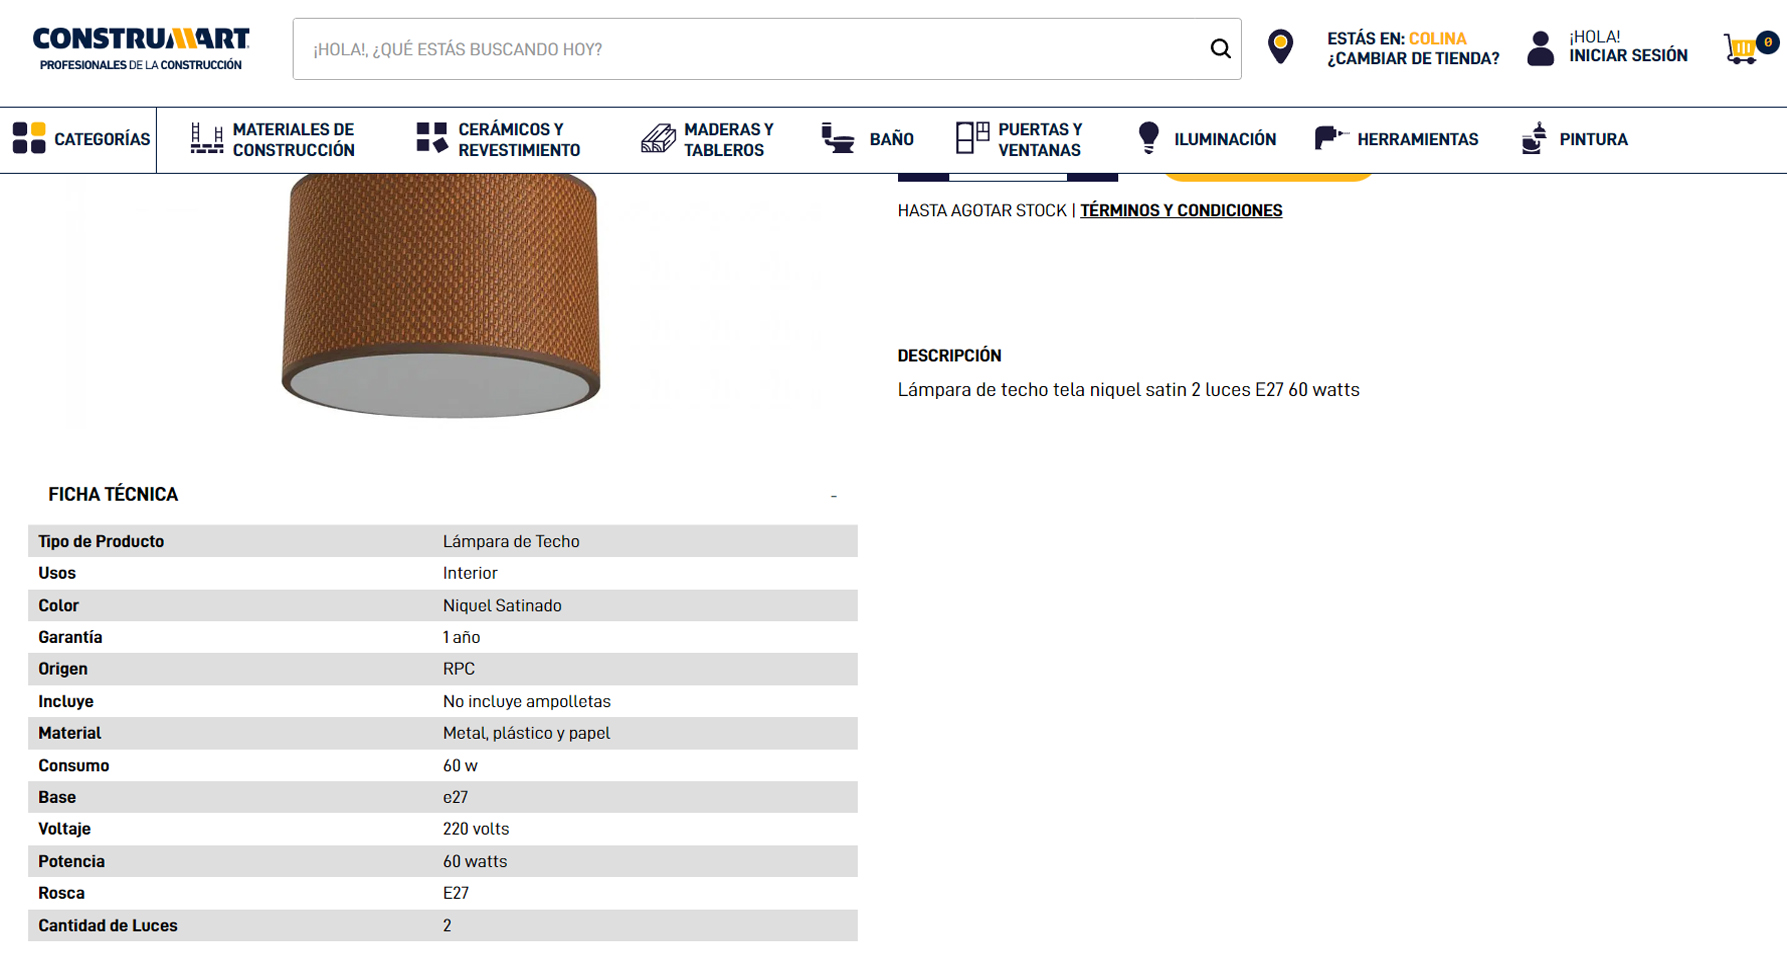 CONSTRUMART
PROFESIONALES DE LA CONSTRUCCIÓN
¡HOLA!, ¿QUÉ ESTÁS BUSCANDO HOY?
ESTÁS EN: COLINA
¿CAMBIAR DE TIENDA?
¡HOLA!
INICIAR SESIÓN
0
CATEGORÍAS
MATERIALES DE
CONSTRUCCIÓN
CERÁMICOS Y
REVESTIMIENTO
MADERAS Y
TABLEROS
BAÑO
PUERTAS Y
VENTANAS
ILUMINACIÓN
HERRAMIENTAS
PINTURA
HASTA AGOTAR STOCK | TÉRMINOS Y CONDICIONES
DESCRIPCIÓN
Lámpara de techo tela niquel satin 2 luces E27 60 watts
FICHA TÉCNICA -
Tipo de Producto Lámpara de Techo
Usos Interior
Color Niquel Satinado
Garantía 1 año
Origen RPC
Incluye No incluye ampolletas
Material Metal, plástico y papel
Consumo 60 w
Base e27
Voltaje 220 volts
Potencia 60 watts
Rosca E27
Cantidad de Luces 2